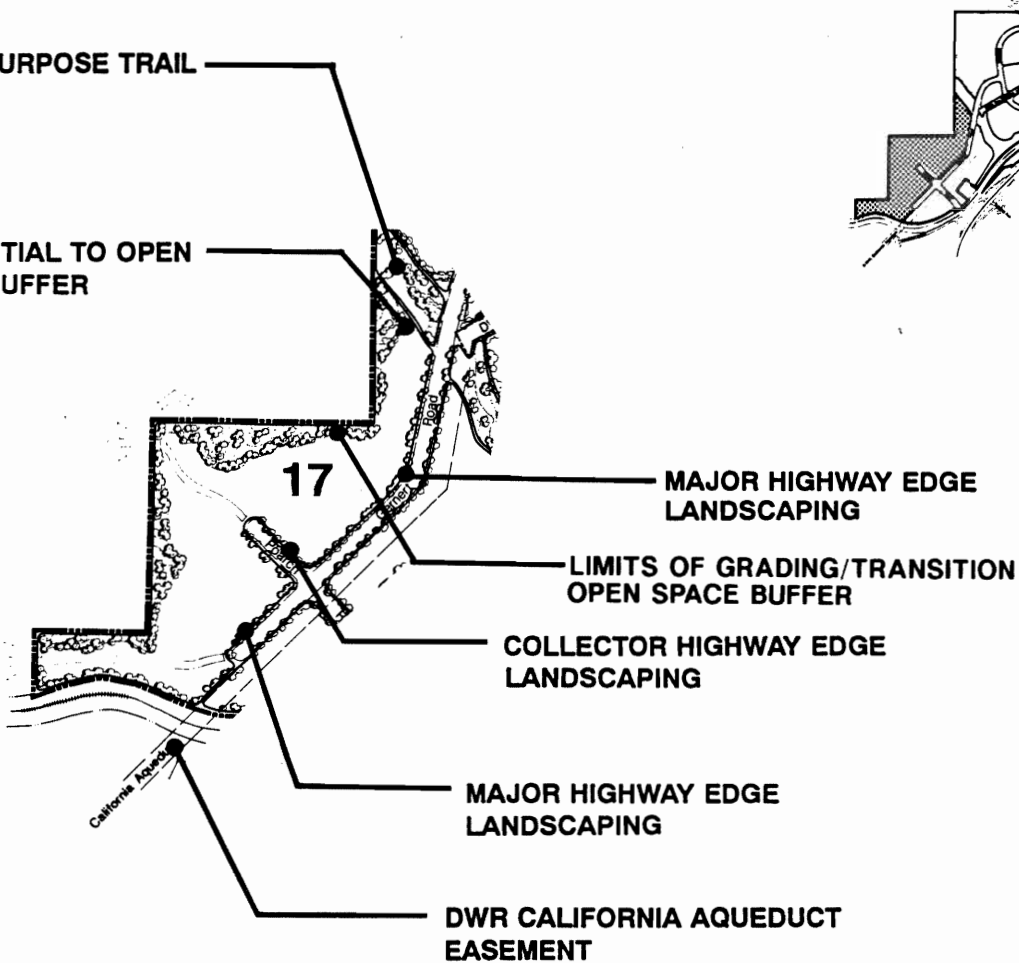 URPOSE TRAIL
TIAL TO OPEN
UFFER
Road
17
MAJOR HIGHWAY EDGE
LANDSCAPING
LIMITS OF GRADING/TRANSITION
OPEN SPACE BUFFER
COLLECTOR HIGHWAY EDGE
LANDSCAPING
California Aquedu
MAJOR HIGHWAY EDGE
LANDSCAPING
DWR CALIFORNIA AQUEDUCT
EASEMENT